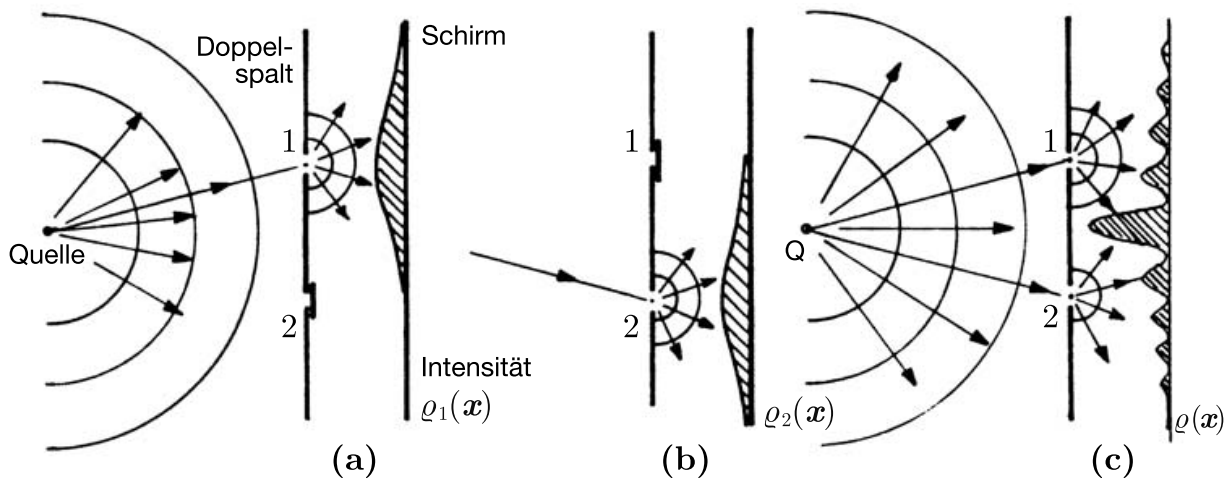 Doppel-
spalt
Schirm
1
Quelle
2
Intensität
ϱ₁(𝒙)
(a)
1
2
ϱ₂(𝒙)
(b)
Q
1
2
ϱ(𝒙)
(c)